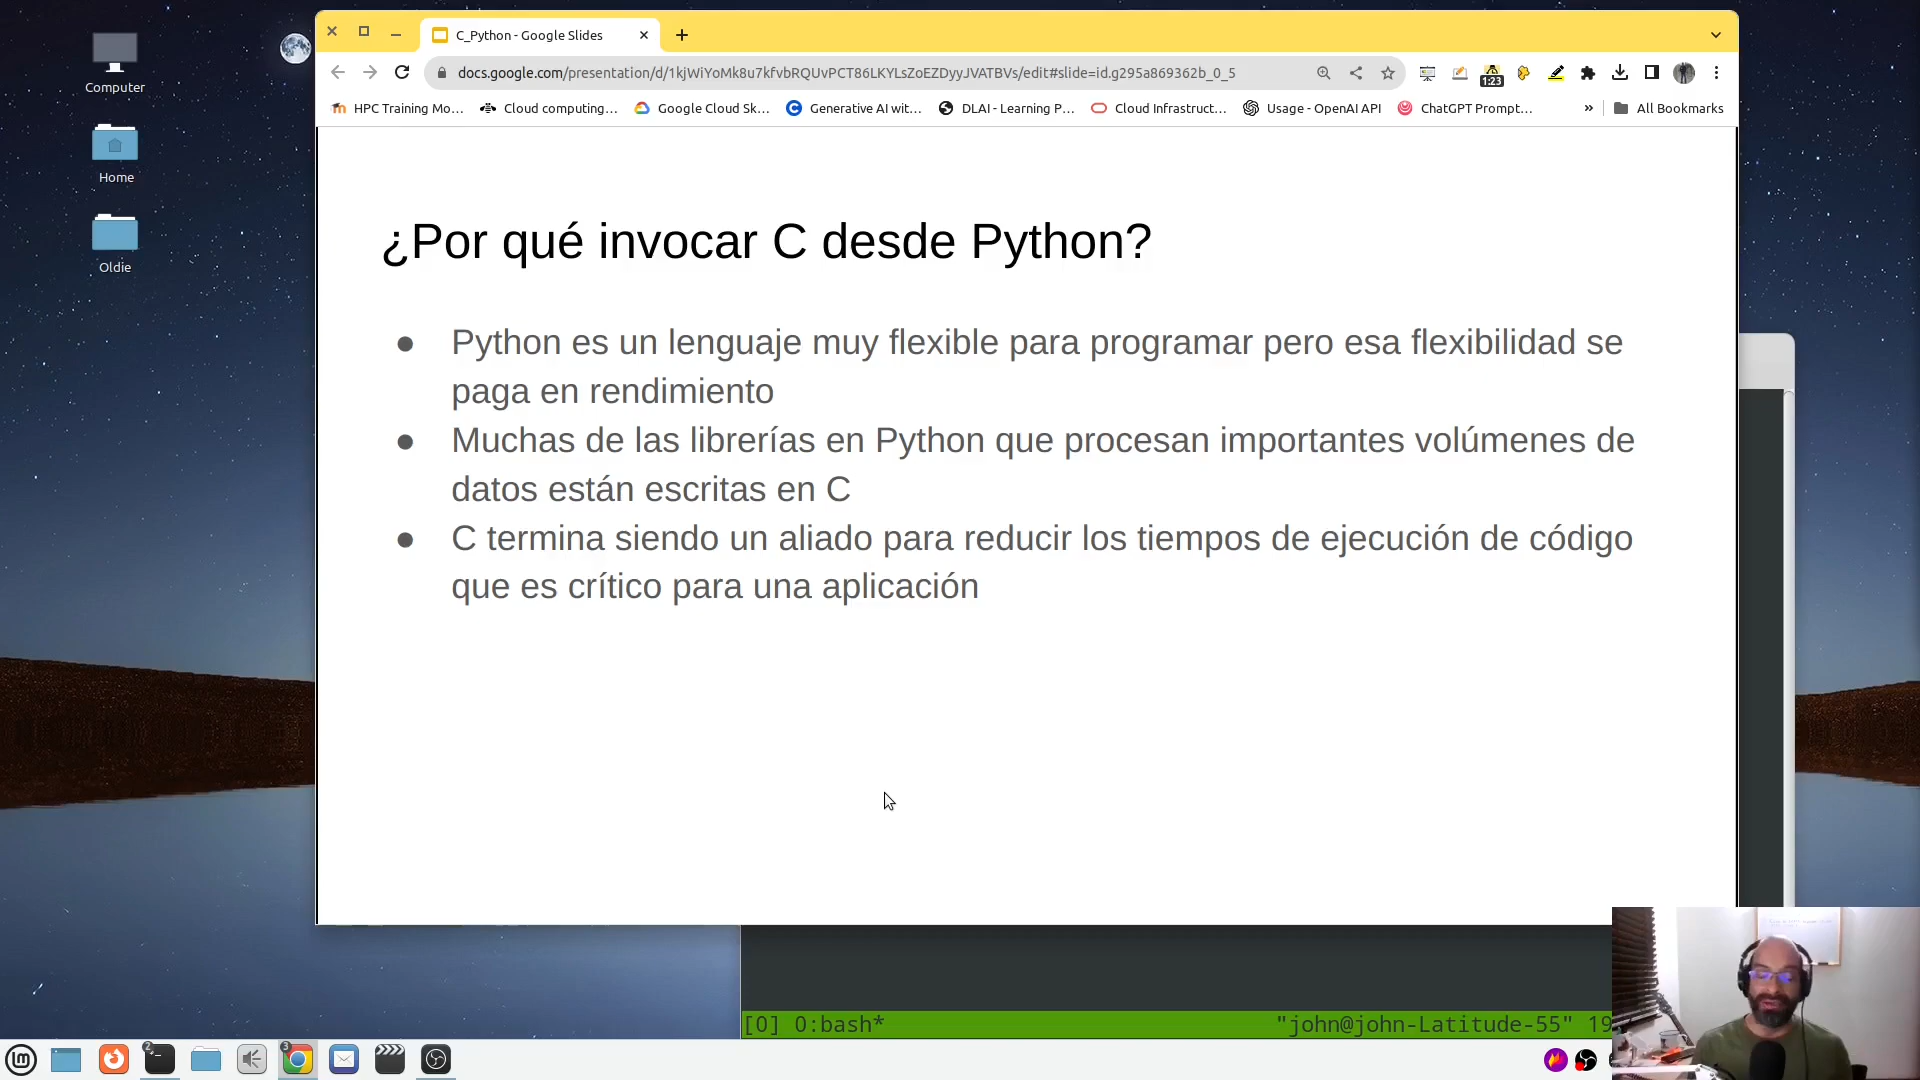 C_Python - Google Slides
docs.google.com/presentation/d/1kjWiYoMk8u7kfvbRQUvPCT86LKYLsZoEZDyyJVATBVs/edit#slide=id.g295a869362b_0_5
1:23
HPC Training Mo...
Cloud computing...
Google Cloud Sk...
Generative AI wit...
DLAI - Learning P...
Cloud Infrastruct...
Usage - OpenAI API
ChatGPT Prompt...
»
All Bookmarks
Computer
Home
Oldie
¿Por qué invocar C desde Python?
● Python es un lenguaje muy flexible para programar pero esa flexibilidad se
paga en rendimiento
● Muchas de las librerías en Python que procesan importantes volúmenes de
datos están escritas en C
● C termina siendo un aliado para reducir los tiempos de ejecución de código
que es crítico para una aplicación
[0] 0:bash*
"john@john-Latitude-55" 19
2
3